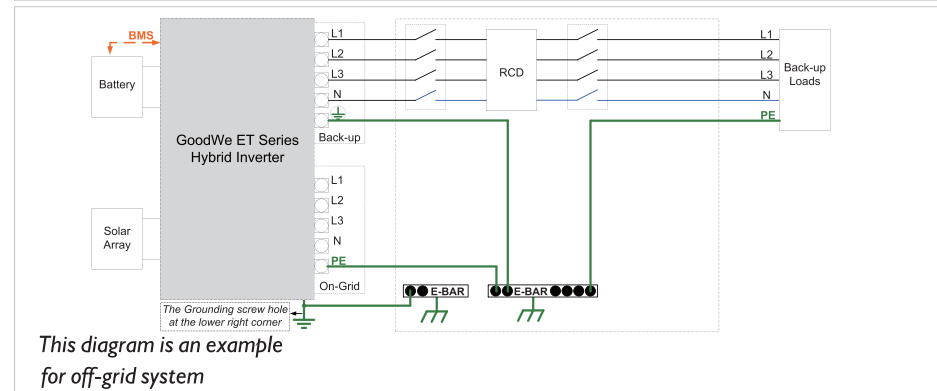 BMS
Battery
Solar
Array
GoodWe ET Series
Hybrid Inverter
L1
L2
L3
N
Back-up
L1
L2
L3
N
PE
On-Grid
RCD
L1
L2
L3
N
PE
Back-up
Loads
E-BAR
E-BAR
The Grounding screw hole
at the lower right corner
This diagram is an example
for off-grid system